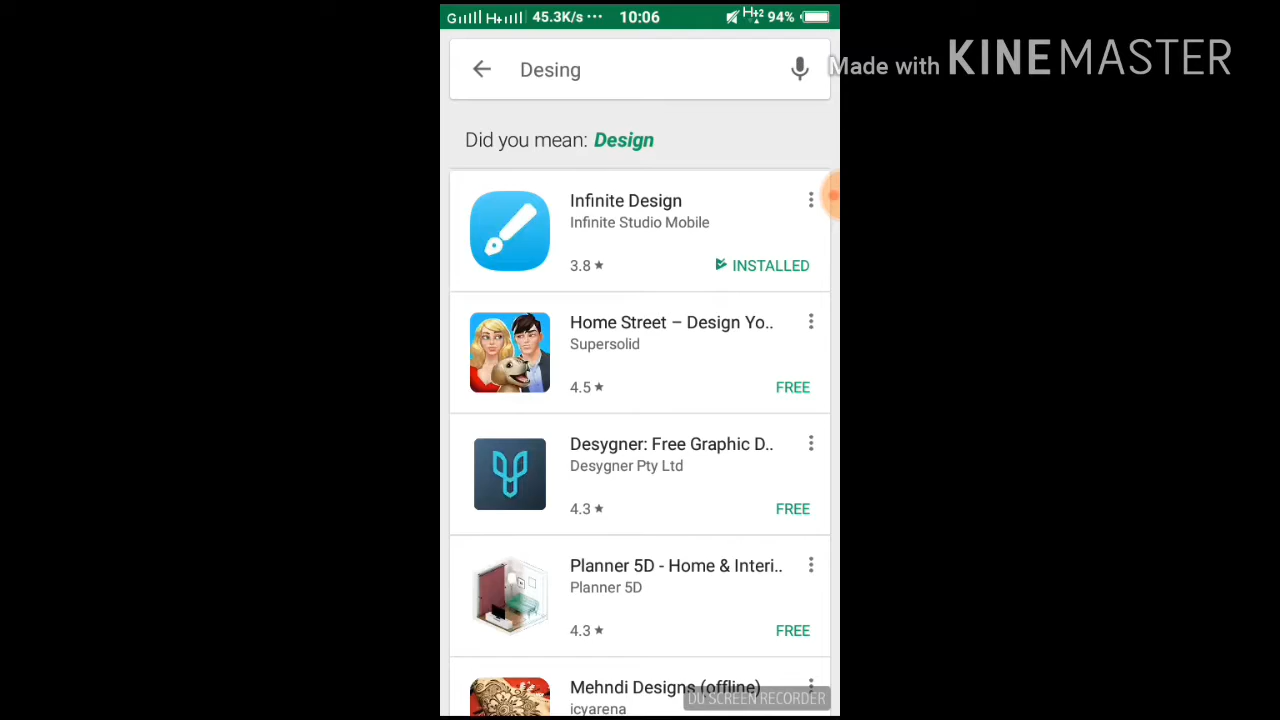 G H+ 45.3K/s ... 10:06 H+2 94%
Made with KINEMASTER
Desing
Did you mean: Design
Infinite Design
Infinite Studio Mobile
3.8 ★ INSTALLED
Home Street – Design Yo..
Supersolid
4.5 ★ FREE
Desygner: Free Graphic D..
Desygner Pty Ltd
4.3 ★ FREE
Planner 5D - Home & Interi..
Planner 5D
4.3 ★ FREE
Mehndi Designs (offline)
DU SCREEN RECORDER
icyarena